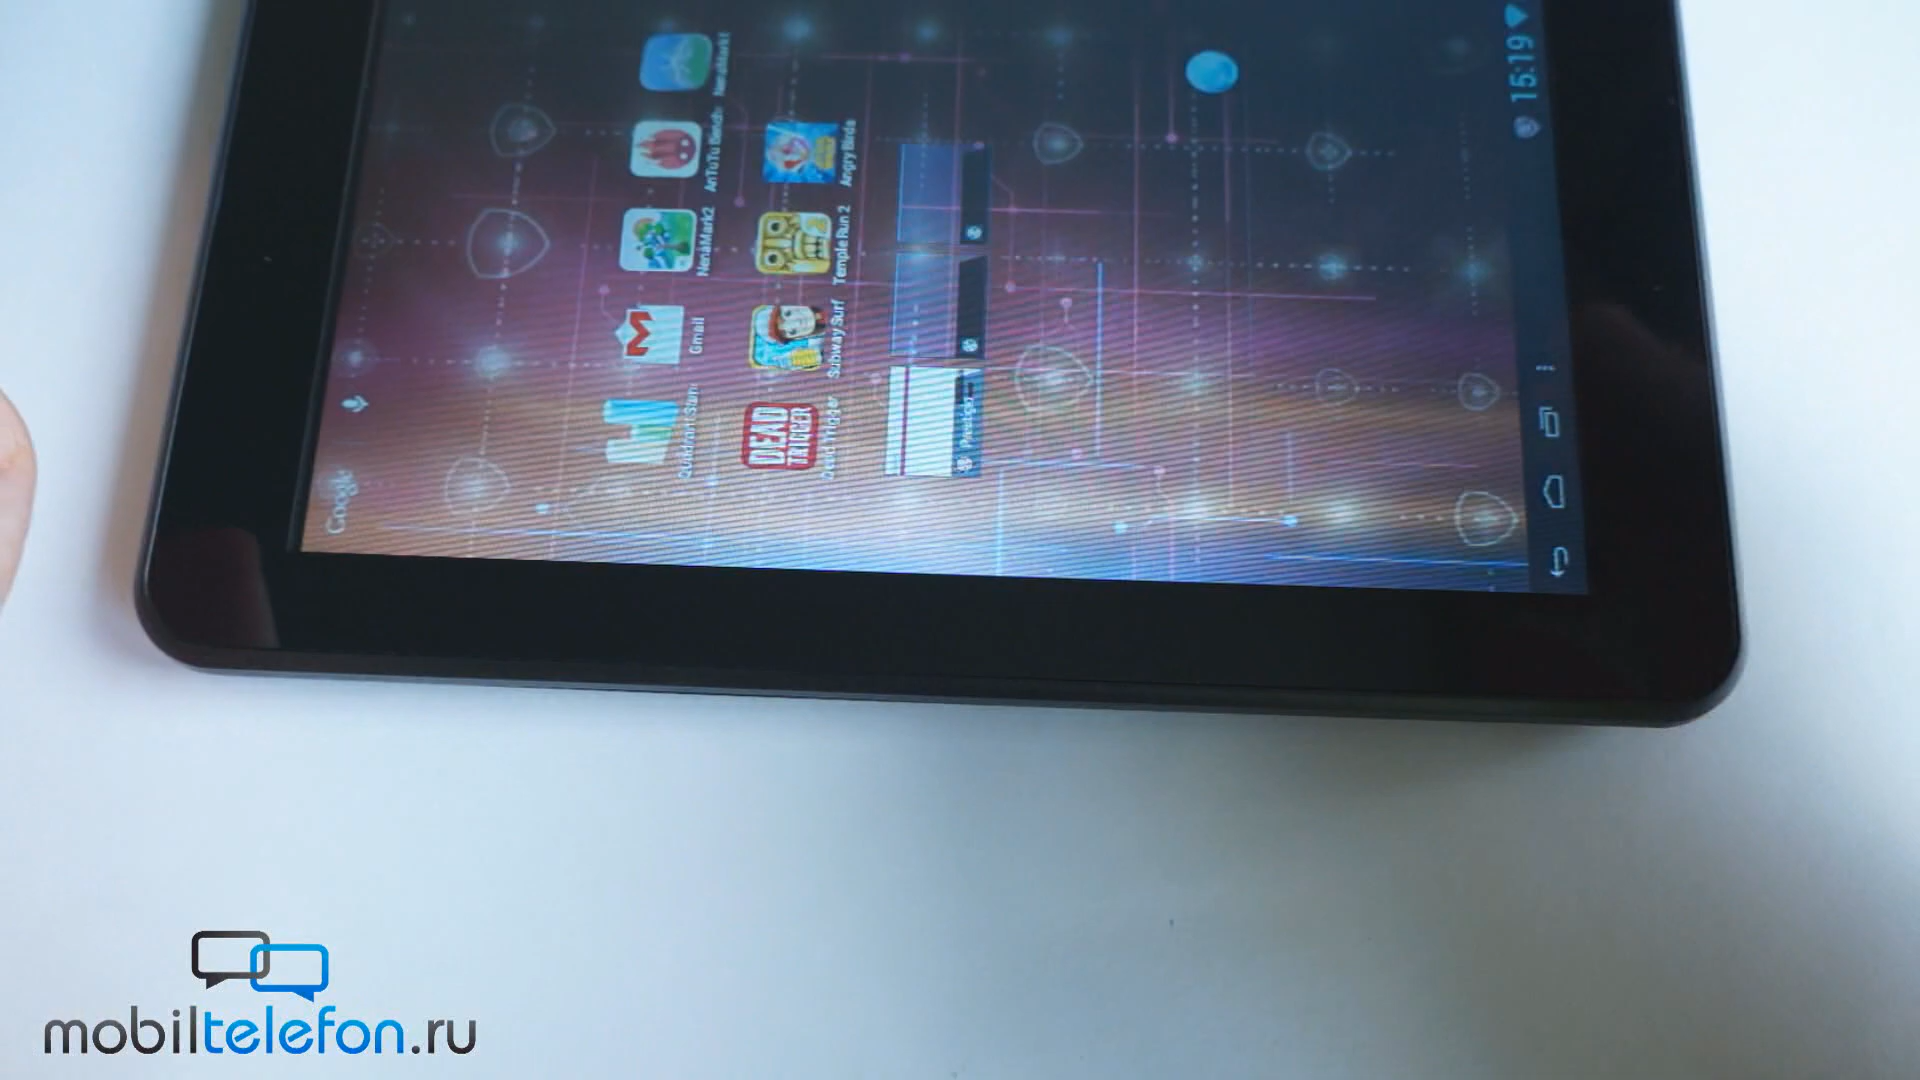 Google
Quadrant Stan
Gmail
NenaMark2
AnTuTu Bench
NenaMark1
DEAD
TRIGGER
Dead Trigger
Subway Surf
Temple Run 2
Angry Birds
Prestigio
15:19
mobiltelefon.ru